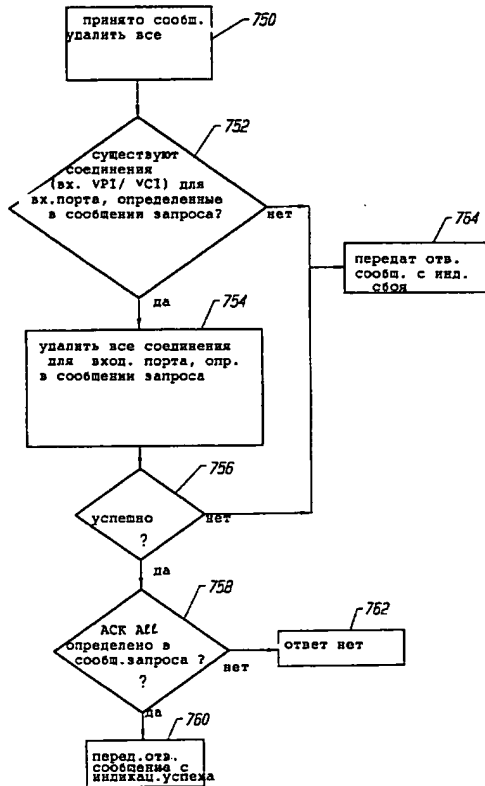 принято сообщ.
удалить все
750
752
существуют
соединения
(вх. VPI/ VCI) для
вх.порта, определенные
в сообщении запроса?
нет
да
764
передат отв.
сообщ. с инд.
сбоя
754
удалить все соединения
для вход. порта, опр.
в сообщении запроса
756
успешно
?
нет
да
758
АСК All
определено в
сообщ.запроса ?
?
нет
да
762
ответ нет
760
перед.отв.
сообщение с
индикац.успеха